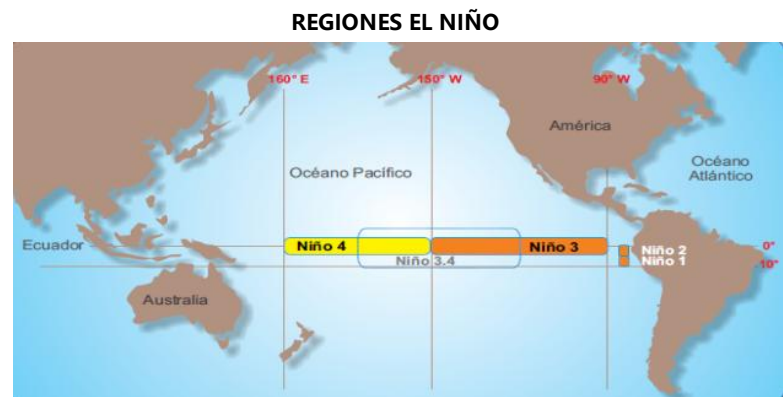 REGIONES EL NIÑO
160° E
150° W
90° W
América
Océano
Atlántico
Océano Pacífico
Ecuador
Niño 4
Niño 3
Niño 2
0°
Niño 3.4
Niño 1
10°
Australia